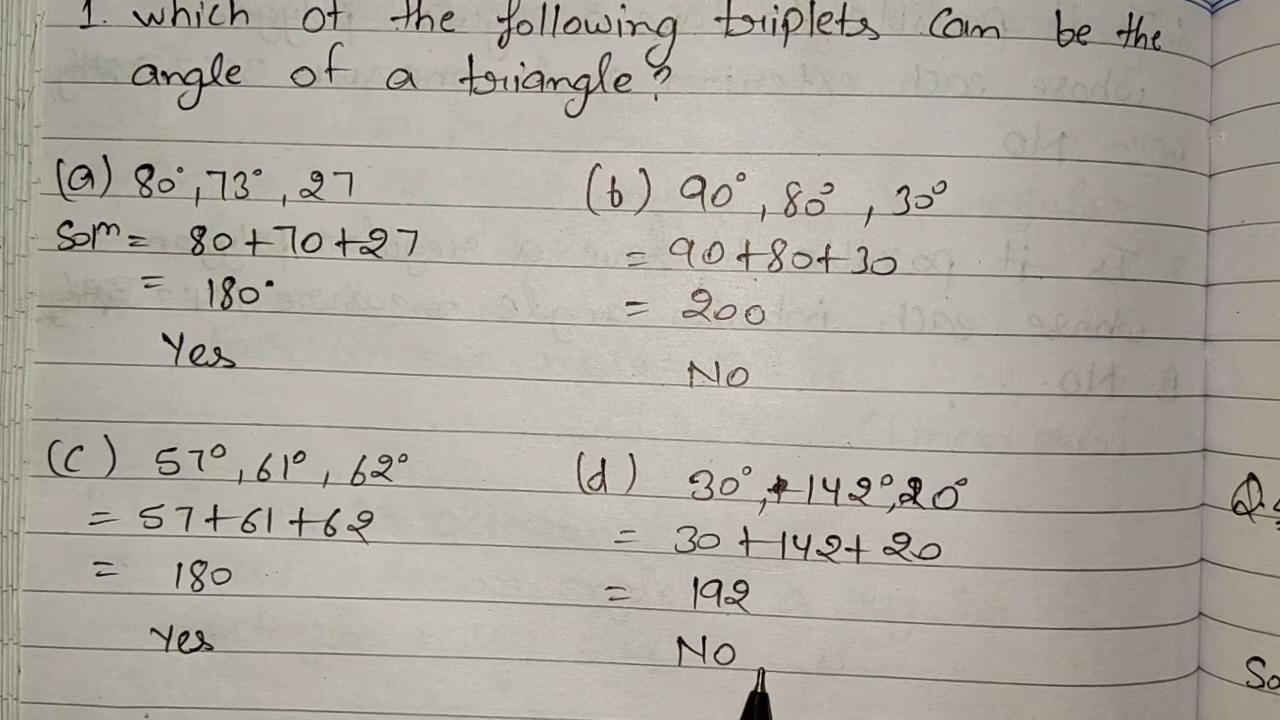 1. which of the following triplets can be the
angle of a triangle?
(a) 80°, 73°, 27
Som = 80+70+27
= 180°
Yes
(b) 90°, 80°, 30°
= 90+80+30
= 200
No
(c) 57°, 61°, 62°
= 57+61+62
= 180
Yes
(d) 30°, 142°, 20°
= 30+142+20
= 192
No
Q.
So